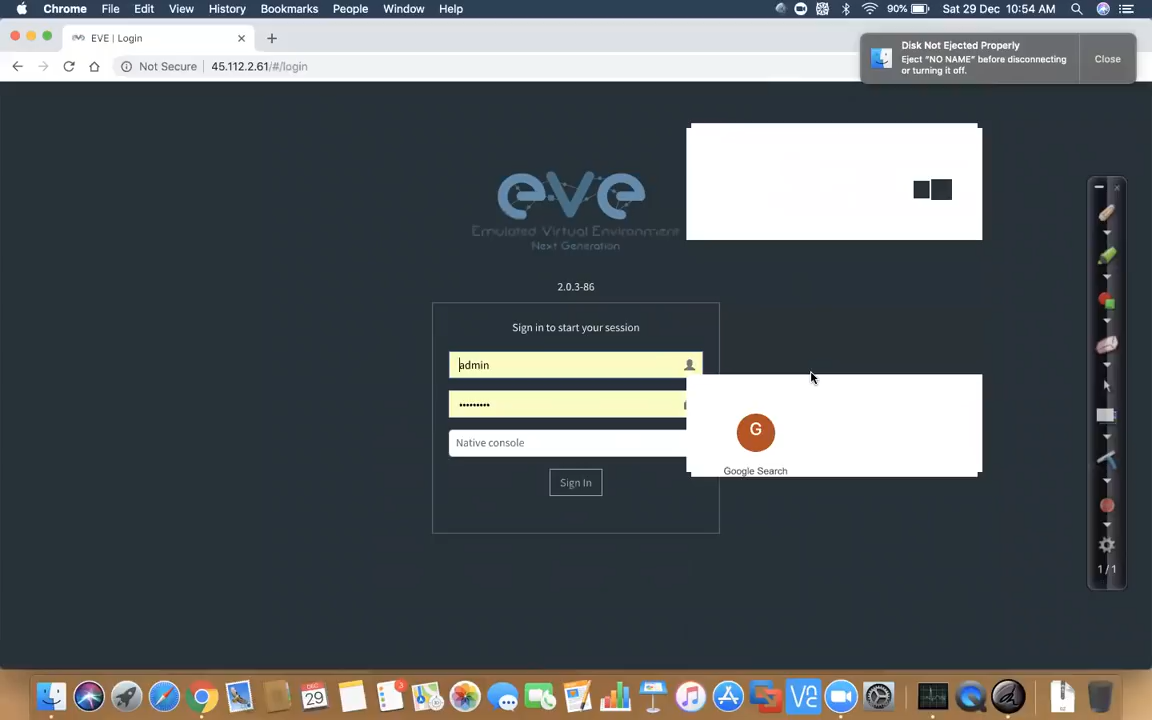 Chrome File Edit View History Bookmarks People Window Help
90% Sat 29 Dec 10:54 AM
EVE | Login
Not Secure 45.112.2.61/#/login
Disk Not Ejected Properly
Eject “NO NAME” before disconnecting
or turning it off.
Close
eve
Emulated Virtual Environment
Next Generation
2.0.3-86
Sign in to start your session
admin
•••••••••
Native console
Sign In
G
Google Search
1/1
DEC
29
3
VC